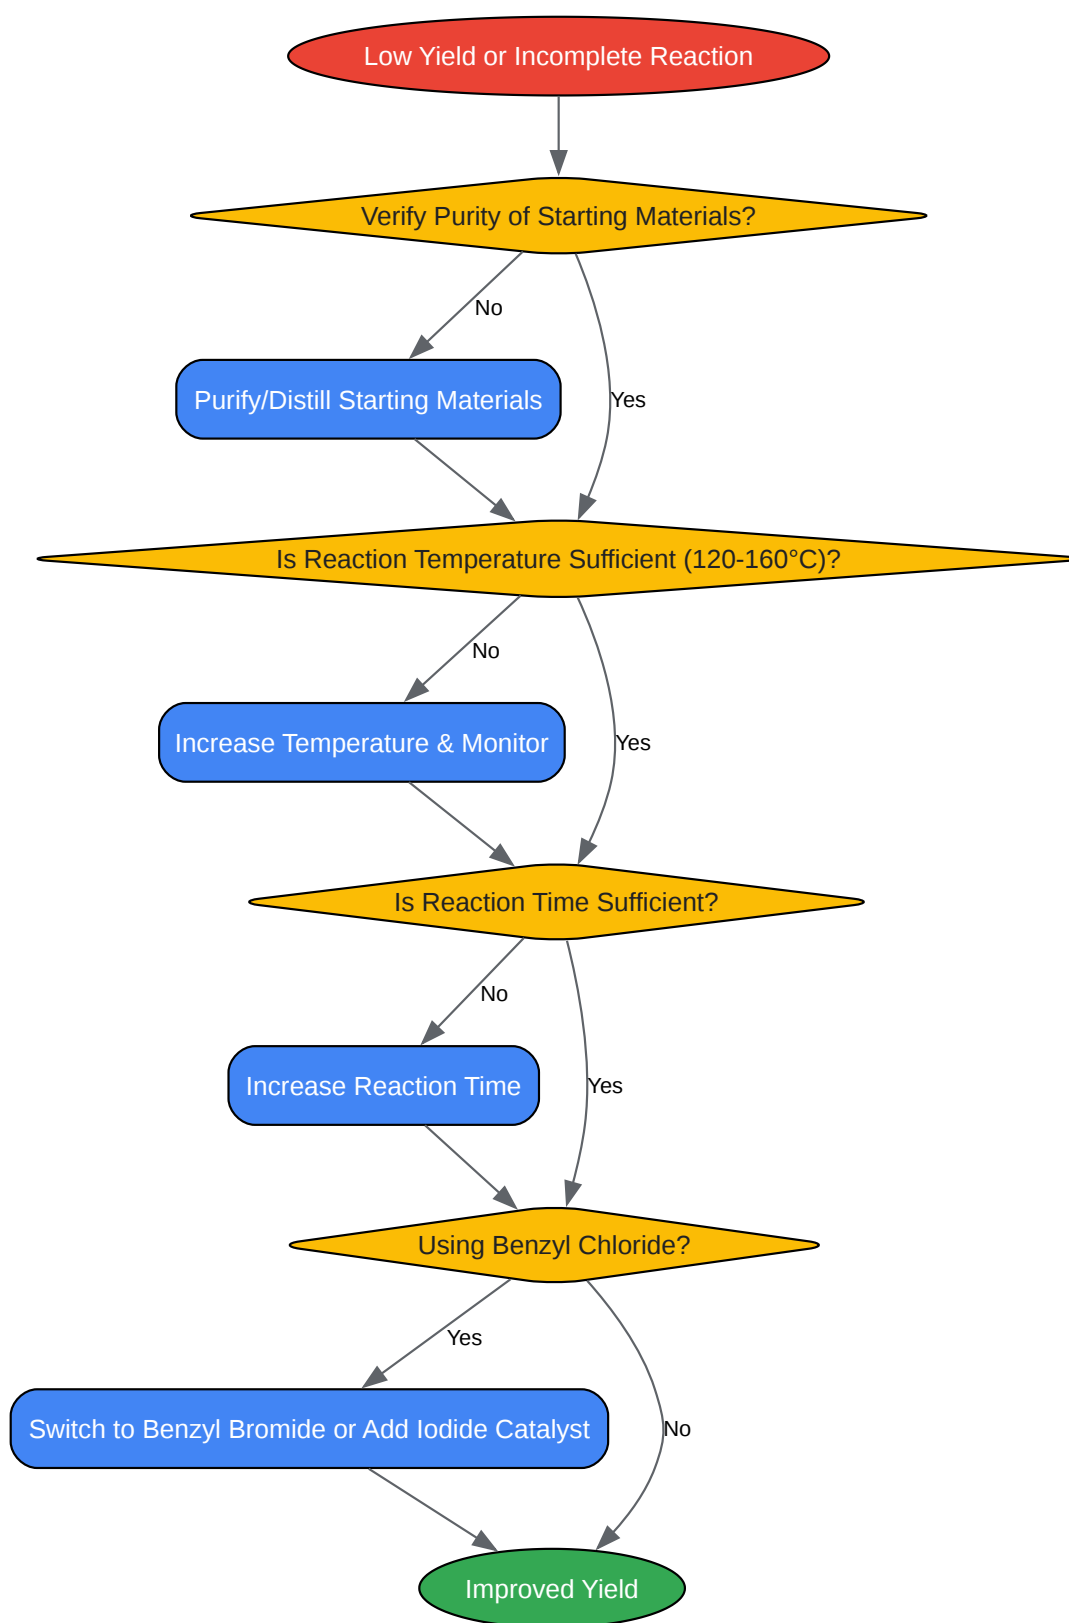 Low Yield or Incomplete Reaction
Verify Purity of Starting Materials?
No
Purify/Distill Starting Materials
Yes
Is Reaction Temperature Sufficient (120-160°C)?
No
Increase Temperature & Monitor
Yes
Is Reaction Time Sufficient?
No
Increase Reaction Time
Yes
Using Benzyl Chloride?
Yes
Switch to Benzyl Bromide or Add Iodide Catalyst
No
Improved Yield